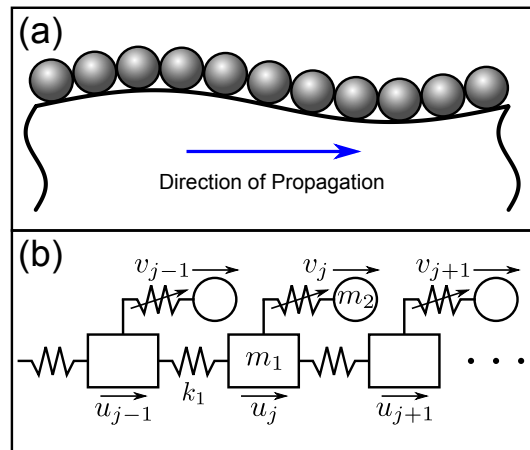 (a)
Direction of Propagation
(b)
v_{j-1} v_j v_{j+1}
m_2
m_1
k_1
u_{j-1} u_j u_{j+1}